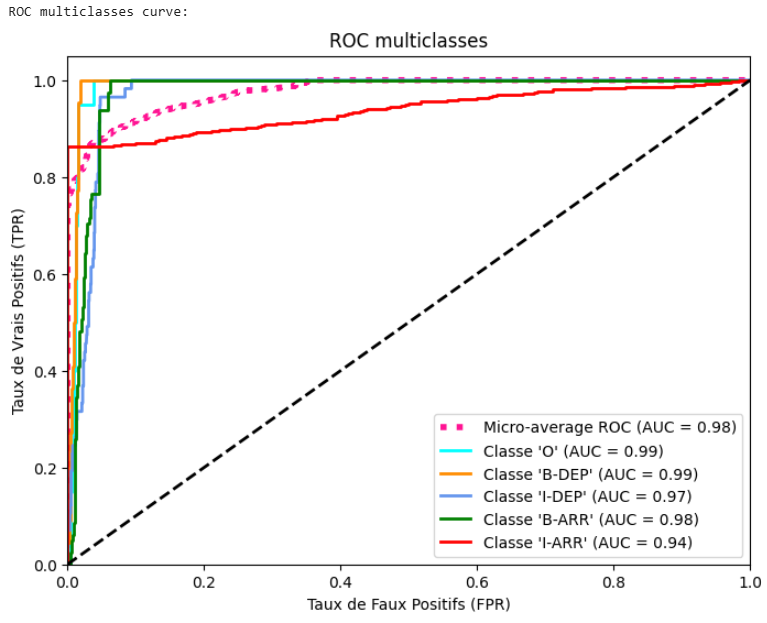 ROC multiclasses curve:
ROC multiclasses
Taux de Vrais Positifs (TPR)
1.0
0.8
0.6
0.4
0.2
0.0
Micro-average ROC (AUC = 0.98)
Classe 'O' (AUC = 0.99)
Classe 'B-DEP' (AUC = 0.99)
Classe 'I-DEP' (AUC = 0.97)
Classe 'B-ARR' (AUC = 0.98)
Classe 'I-ARR' (AUC = 0.94)
0.0 0.2 0.4 0.6 0.8 1.0
Taux de Faux Positifs (FPR)